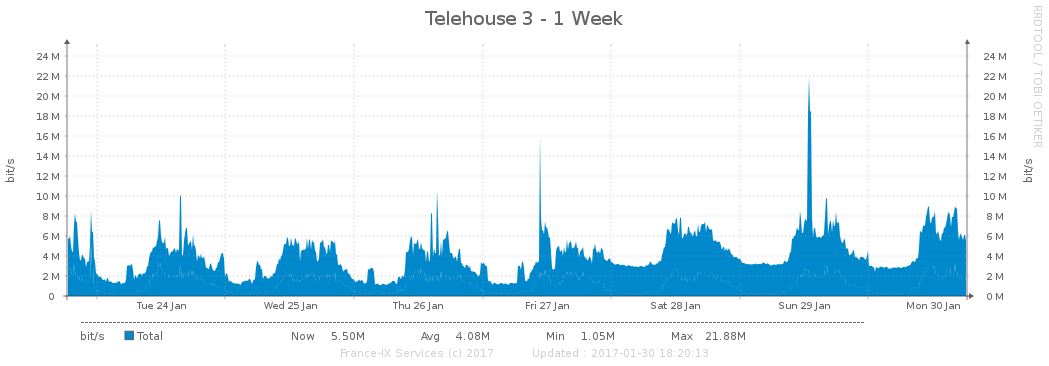 Telehouse 3 - 1 Week
RRDTOOL / TOBI OETIKER
bit/s
bit/s
24 M 24 M
22 M 22 M
20 M 20 M
18 M 18 M
16 M 16 M
14 M 14 M
12 M 12 M
10 M 10 M
8 M 8 M
6 M 6 M
4 M 4 M
2 M 2 M
0 0 M
Tue 24 Jan Wed 25 Jan Thu 26 Jan Fri 27 Jan Sat 28 Jan Sun 29 Jan Mon 30 Jan
bit/s Total Now 5.50M Avg 4.08M Min 1.05M Max 21.88M
France-IX Services (c) 2017 Updated : 2017-01-30 18:20:13